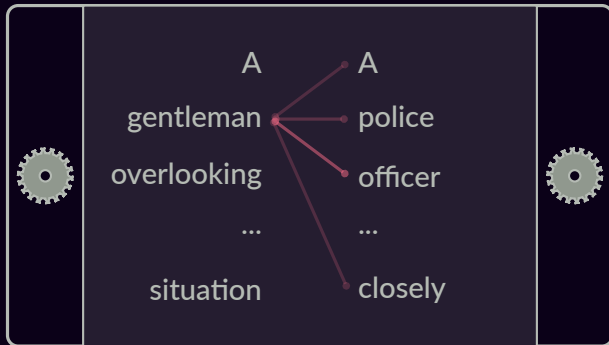 A A
gentleman police
overlooking officer
... ...
situation closely